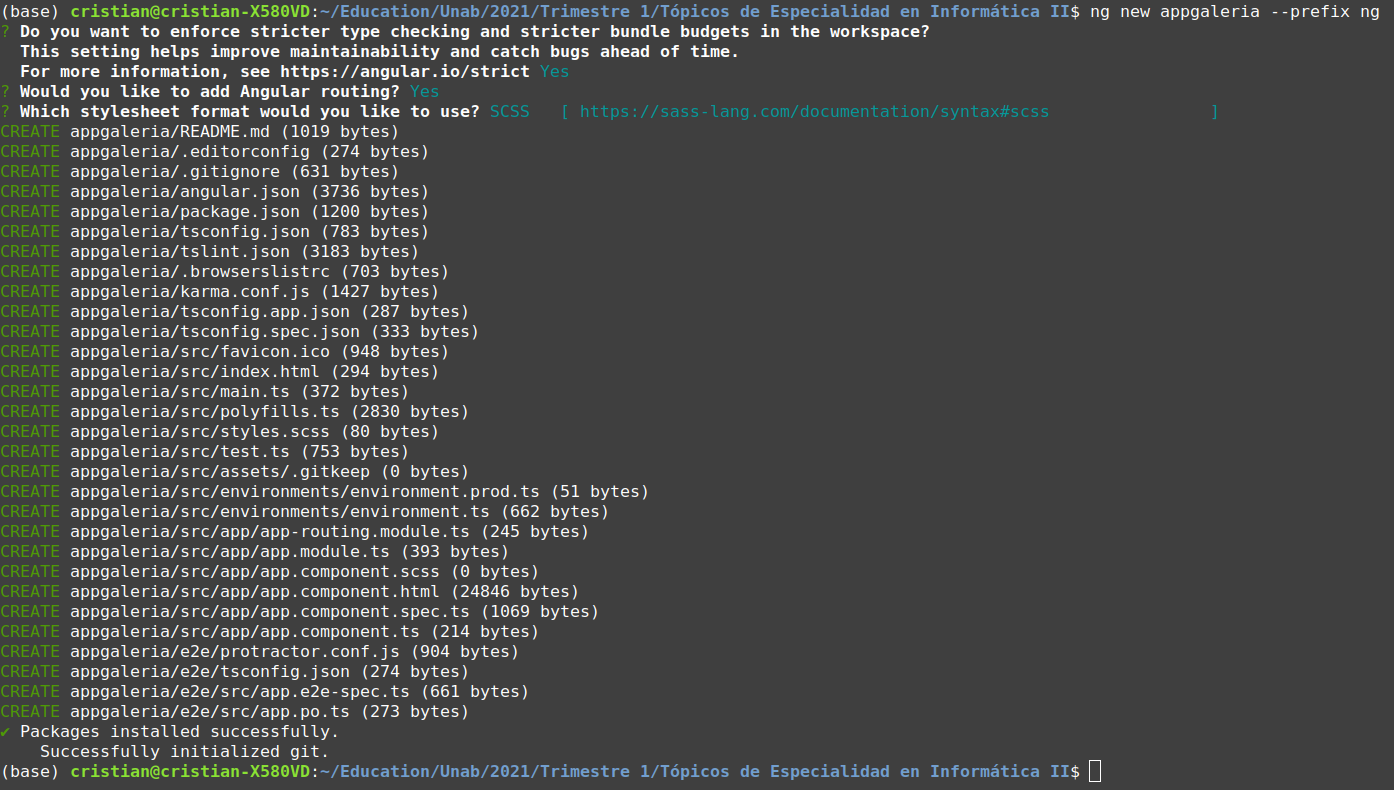 (base) cristian@cristian-X580VD:~/Education/Unab/2021/Trimestre 1/Tópicos de Especialidad en Informática II$ ng new appgaleria --prefix ng
? Do you want to enforce stricter type checking and stricter bundle budgets in the workspace?
  This setting helps improve maintainability and catch bugs ahead of time.
  For more information, see https://angular.io/strict Yes
? Would you like to add Angular routing? Yes
? Which stylesheet format would you like to use? SCSS   [ https://sass-lang.com/documentation/syntax#scss                ]
CREATE appgaleria/README.md (1019 bytes)
CREATE appgaleria/.editorconfig (274 bytes)
CREATE appgaleria/.gitignore (631 bytes)
CREATE appgaleria/angular.json (3736 bytes)
CREATE appgaleria/package.json (1200 bytes)
CREATE appgaleria/tsconfig.json (783 bytes)
CREATE appgaleria/tslint.json (3183 bytes)
CREATE appgaleria/.browserslistrc (703 bytes)
CREATE appgaleria/karma.conf.js (1427 bytes)
CREATE appgaleria/tsconfig.app.json (287 bytes)
CREATE appgaleria/tsconfig.spec.json (333 bytes)
CREATE appgaleria/src/favicon.ico (948 bytes)
CREATE appgaleria/src/index.html (294 bytes)
CREATE appgaleria/src/main.ts (372 bytes)
CREATE appgaleria/src/polyfills.ts (2830 bytes)
CREATE appgaleria/src/styles.scss (80 bytes)
CREATE appgaleria/src/test.ts (753 bytes)
CREATE appgaleria/src/assets/.gitkeep (0 bytes)
CREATE appgaleria/src/environments/environment.prod.ts (51 bytes)
CREATE appgaleria/src/environments/environment.ts (662 bytes)
CREATE appgaleria/src/app/app-routing.module.ts (245 bytes)
CREATE appgaleria/src/app/app.module.ts (393 bytes)
CREATE appgaleria/src/app/app.component.scss (0 bytes)
CREATE appgaleria/src/app/app.component.html (24846 bytes)
CREATE appgaleria/src/app/app.component.spec.ts (1069 bytes)
CREATE appgaleria/src/app/app.component.ts (214 bytes)
CREATE appgaleria/e2e/protractor.conf.js (904 bytes)
CREATE appgaleria/e2e/tsconfig.json (274 bytes)
CREATE appgaleria/e2e/src/app.e2e-spec.ts (661 bytes)
CREATE appgaleria/e2e/src/app.po.ts (273 bytes)
✔ Packages installed successfully.
    Successfully initialized git.
(base) cristian@cristian-X580VD:~/Education/Unab/2021/Trimestre 1/Tópicos de Especialidad en Informática II$